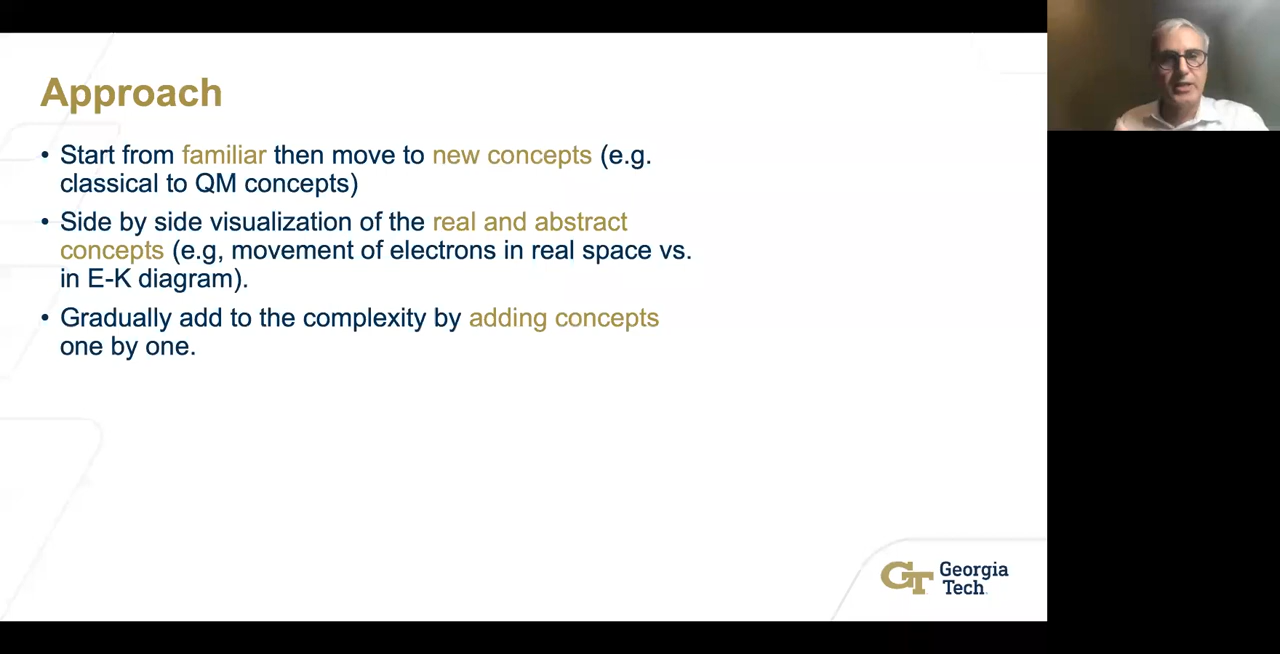 Approach
• Start from familiar then move to new concepts (e.g.
classical to QM concepts)
• Side by side visualization of the real and abstract
concepts (e.g, movement of electrons in real space vs.
in E-K diagram).
• Gradually add to the complexity by adding concepts
one by one.
GT Georgia
Tech